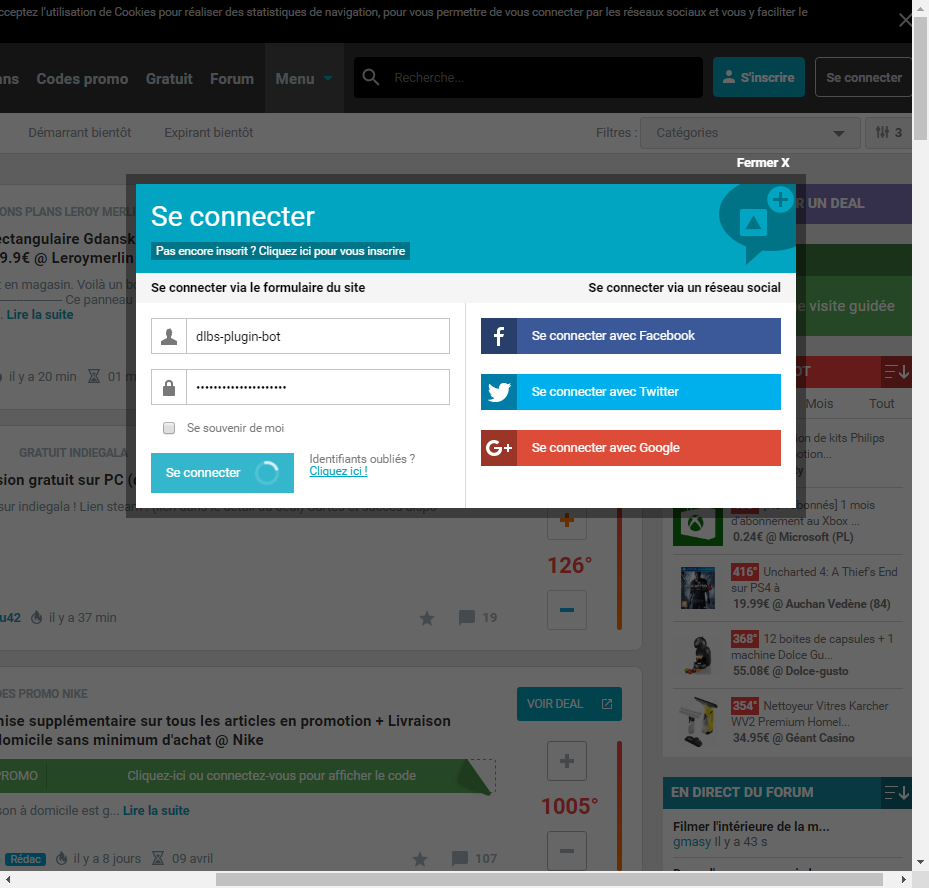 cceptez l'utilisation de Cookies pour réaliser des statistiques de navigation, pour vous permettre de vous connecter par les réseaux sociaux et vous y faciliter le
ans Codes promo Gratuit Forum Menu Recherche... S'inscrire Se connecter
Démarrant bientôt Expirant bientôt Filtres : Catégories 3
Fermer X
ONS PLANS LEROY MERLI
R UN DEAL
Se connecter
Pas encore inscrit ? Cliquez ici pour vous inscrire
ectangulaire Gdansk
9.9€ @ Leroymerlin
Se connecter via le formulaire du site
Se connecter via un réseau social
t en magasin. Voilà un bo
Ce panneau
. Lire la suite
e visite guidée
dlbs-plugin-bot
•••••••••••••••••••••
Se souvenir de moi
Se connecter
Identifiants oubliés ?
Cliquez ici !
Se connecter avec Facebook
Se connecter avec Twitter
Se connecter avec Google
il y a 20 min 01 m
OT
Mois Tout
GRATUIT INDIEGALA
sion gratuit sur PC (
on de kits Philips
otion...
1 mois
d'abonnement au Xbox ...
0.24€ @ Microsoft (PL)
126°
416° Uncharted 4: A Thief's End
sur PS4 à
19.99€ @ Auchan Vedène (84)
u42 il y a 37 min 19
368° 12 boites de capsules + 1
machine Dolce Gu...
55.08€ @ Dolce-gusto
DES PROMO NIKE
VOIR DEAL
354° Nettoyeur Vitres Karcher
WV2 Premium Homel...
34.95€ @ Géant Casino
mise supplémentaire sur tous les articles en promotion + Livraison
domicile sans minimum d'achat @ Nike
PROMO Cliquez-ici ou connectez-vous pour afficher le code
son à domicile est g... Lire la suite
1005°
EN DIRECT DU FORUM
Filmer l'intérieure de la m...
gmasy Il y a 43 s
Rédac il y a 8 jours 09 avril 107